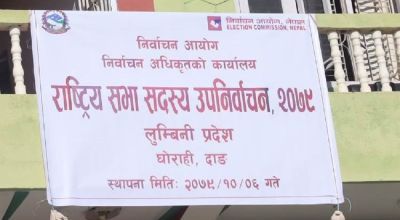 निर्वाचन आयोग, नेपाल
ELECTION COMMISSION, NEPAL
निर्वाचन आयोग
निर्वाचन अधिकृतको कार्यालय
राष्ट्रिय सभा सदस्य उपनिर्वाचन, २०७९
लुम्बिनी प्रदेश
घोराही, दाङ
स्थापना मितिः २०७९/१०/०६ गते